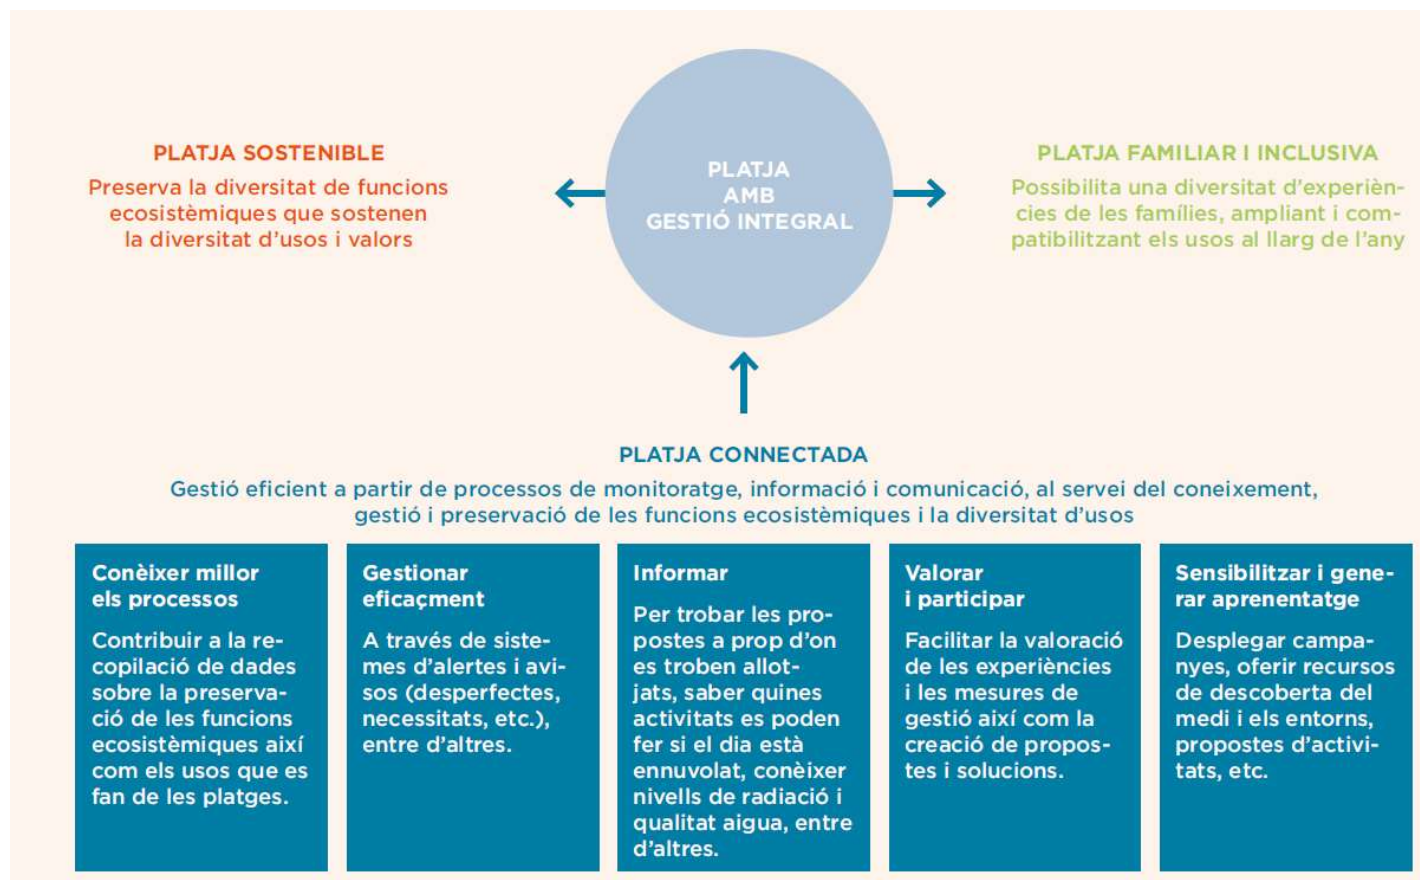 PLATJA
AMB
GESTIÓ INTEGRAL
PLATJA SOSTENIBLE
Preserva la diversitat de funcions
ecosistèmiques que sostenen
la diversitat d'usos i valors
PLATJA FAMILIAR I INCLUSIVA
Possibilita una diversitat d'experièn-
cies de les famílies, ampliant i com-
patibilitzant els usos al llarg de l'any
PLATJA CONNECTADA
Gestió eficient a partir de processos de monitoratge, informació i comunicació, al servei del coneixement,
gestió i preservació de les funcions ecosistèmiques i la diversitat d'usos
Conèixer millor
els processos
Contribuir a la re-
copilació de dades
sobre la preserva-
ció de les funcions
ecosistèmiques així
com els usos que es
fan de les platges.
Gestionar
eficaçment
A través de siste-
mes d'alertes i avi-
sos (desperfectes,
necessitats, etc.),
entre d'altres.
Informar
Per trobar les pro-
postes a prop d'on
es troben allot-
jats, saber quines
activitats es poden
fer si el dia està
ennuvolat, conèixer
nivells de radiació i
qualitat aigua, entre
d'altres.
Valorar
i participar
Facilitar la valoració
de les experiències
i les mesures de
gestió així com la
creació de propos-
tes i solucions.
Sensibilitzar i gene-
rar aprenentatge
Desplegar campa-
nyes, oferir recursos
de descoberta del
medi i els entorns,
propostes d'activi-
tats, etc.